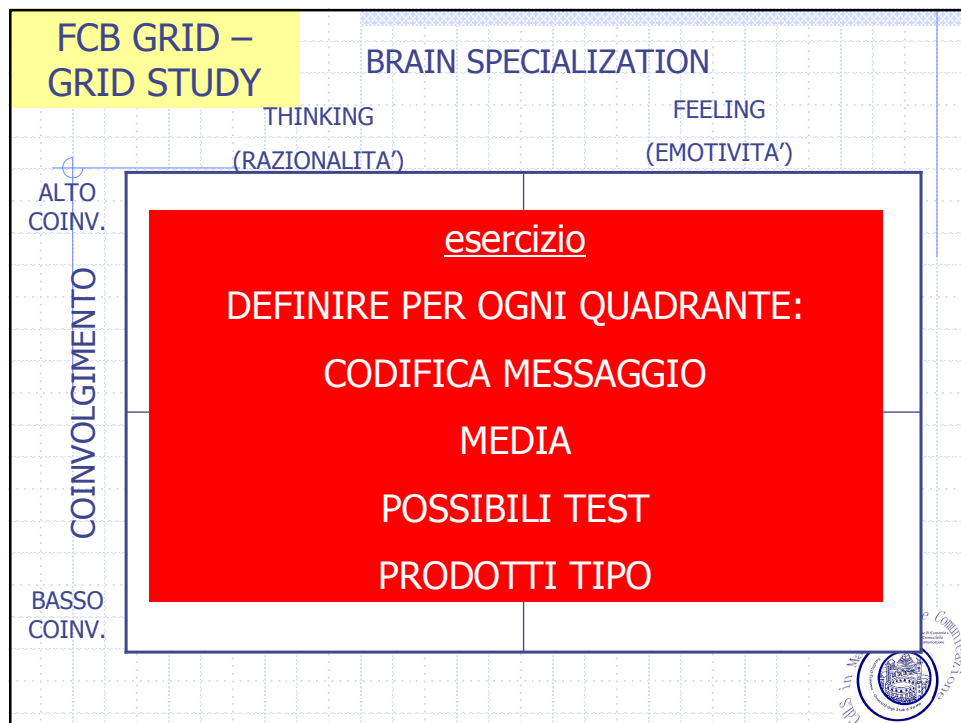 FCB GRID –
GRID STUDY
BRAIN SPECIALIZATION
THINKING
(RAZIONALITA’)
FEELING
(EMOTIVITA’)
ALTO
COINV.
COINVOLGIMENTO
BASSO
COINV.
esercizio
DEFINIRE PER OGNI QUADRANTE:
CODIFICA MESSAGGIO
MEDIA
POSSIBILI TEST
PRODOTTI TIPO